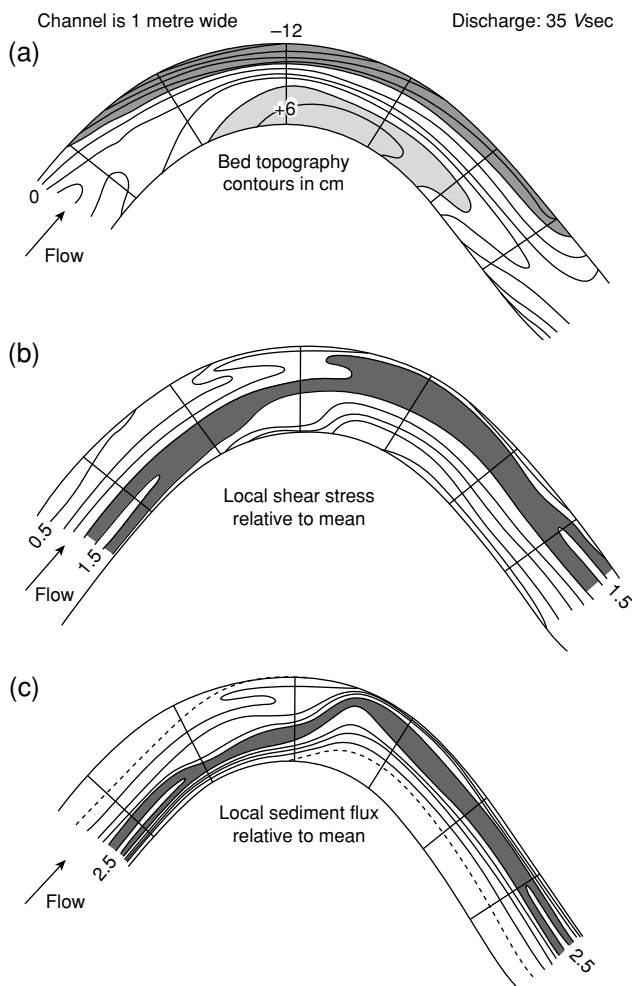 Channel is 1 metre wide
Discharge: 35 V sec
(a)
–12
+6
Bed topography
contours in cm
0
Flow
(b)
Local shear stress
relative to mean
0.5
1.5
Flow
1.5
(c)
Local sediment flux
relative to mean
2.5
Flow
2.5